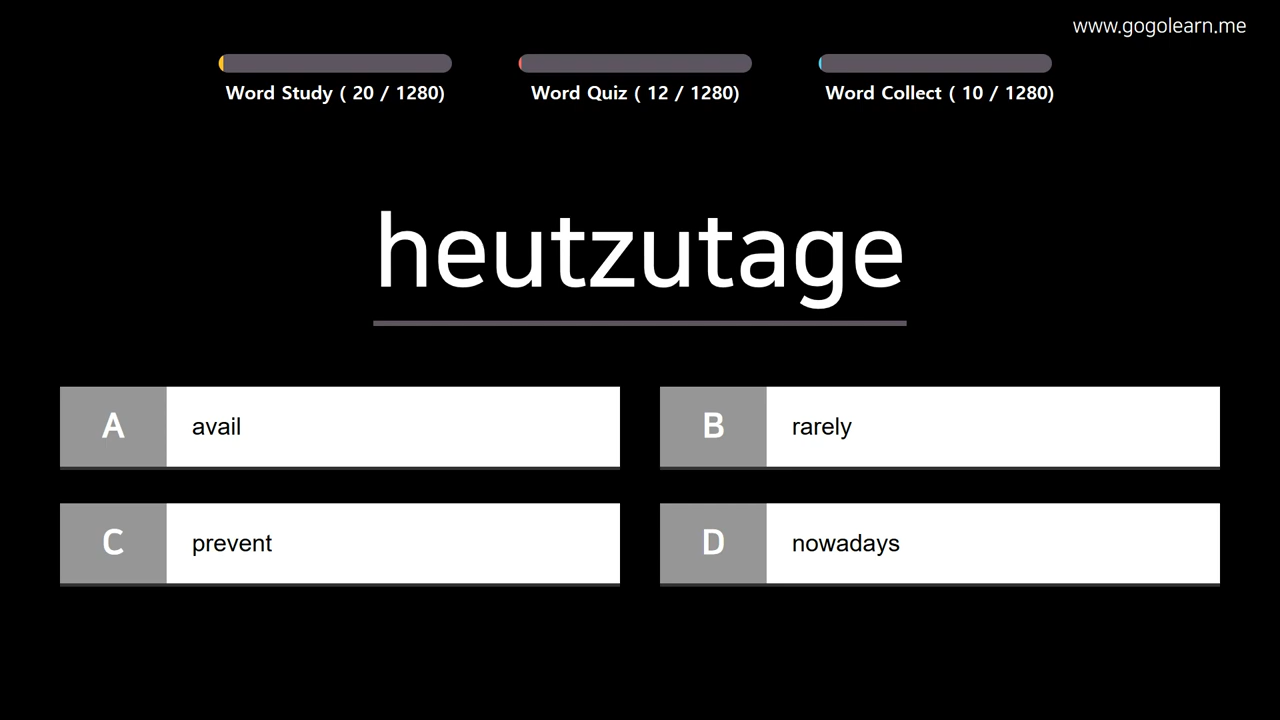 www.gogolearn.me
Word Study ( 20 / 1280)
Word Quiz ( 12 / 1280)
Word Collect ( 10 / 1280)
heutzutage
A avail
B rarely
C prevent
D nowadays